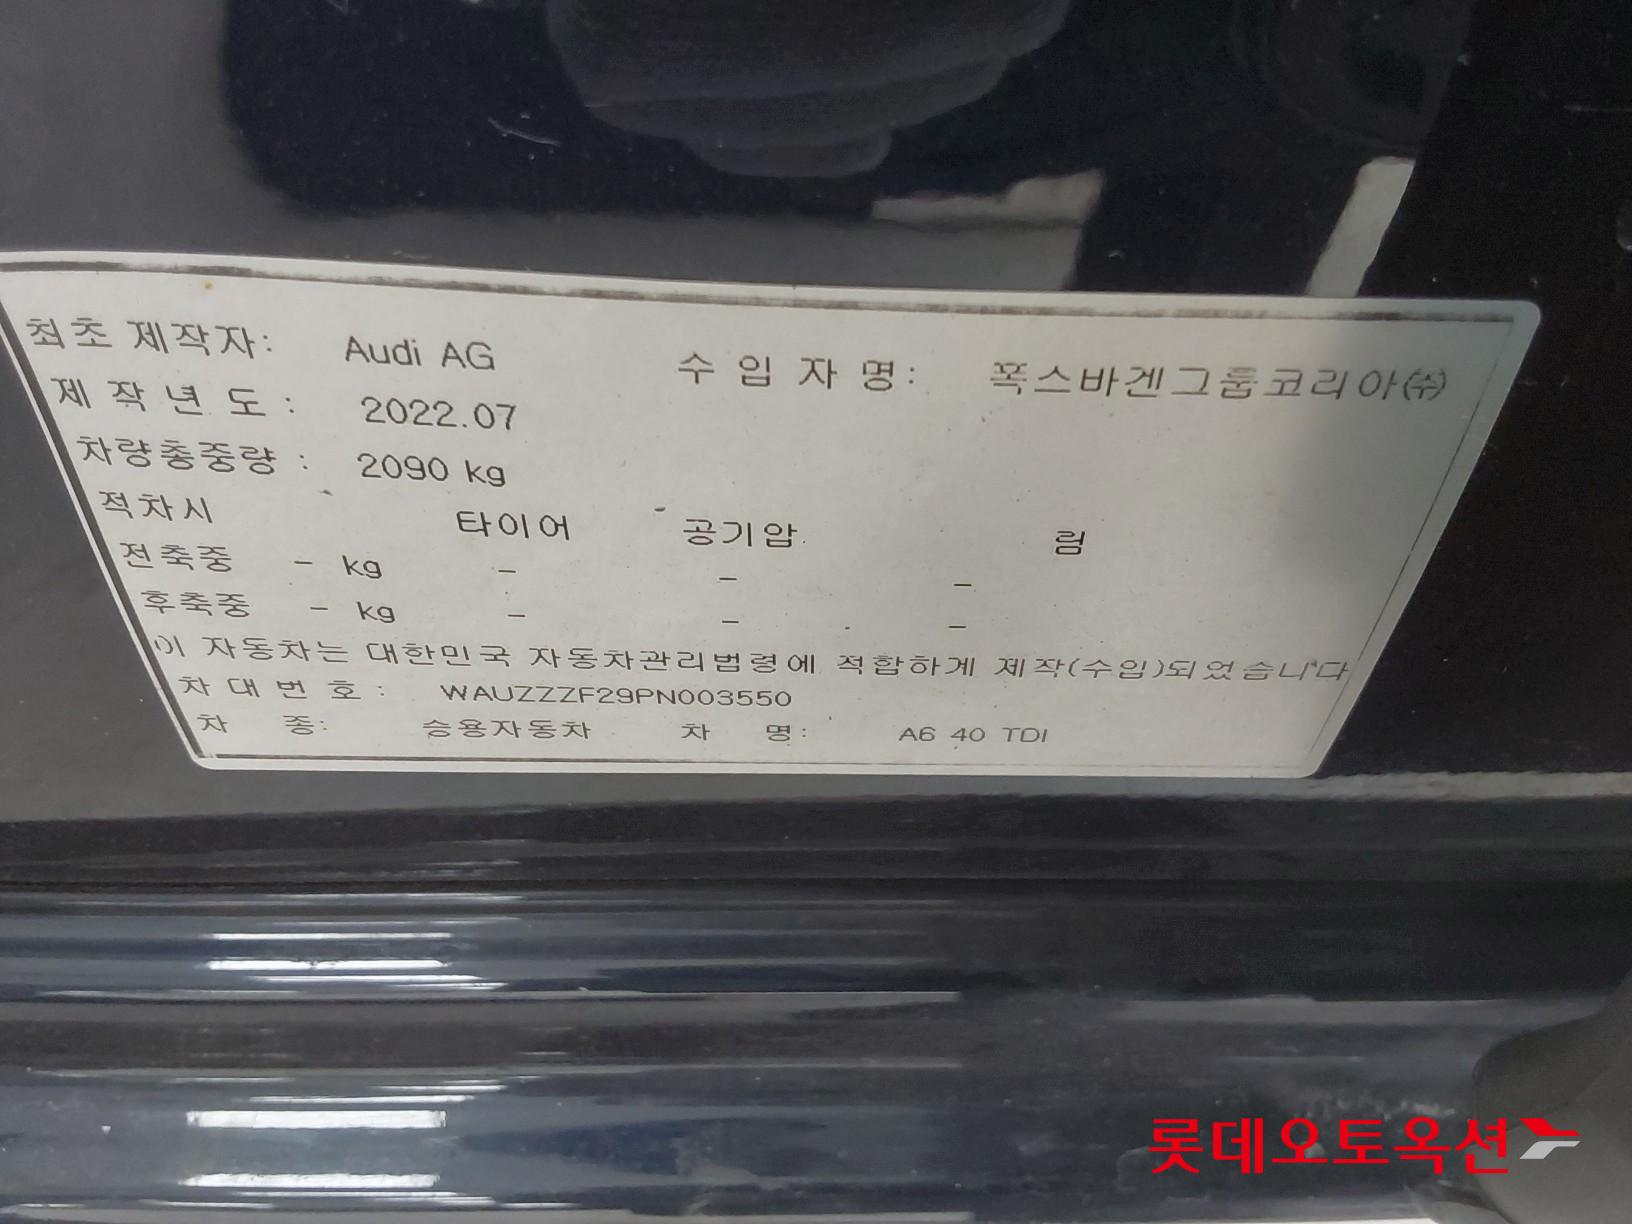 최초 제작자: Audi AG 수 입 자 명: 폭스바겐그룹코리아㈜
제 작 년 도 : 2022.07
차량총중량 : 2090 kg
적차시 타이어 공기압 림
전축중 - kg - - -
후축중 - kg - - -
이 자동차는 대한민국 자동차관리법령에 적합하게 제작(수입)되었습니다
차 대 번 호 : WAUZZZF29PN003550
차 종: 승용자동차 차 명: A6 40 TDI
롯데오토옥션